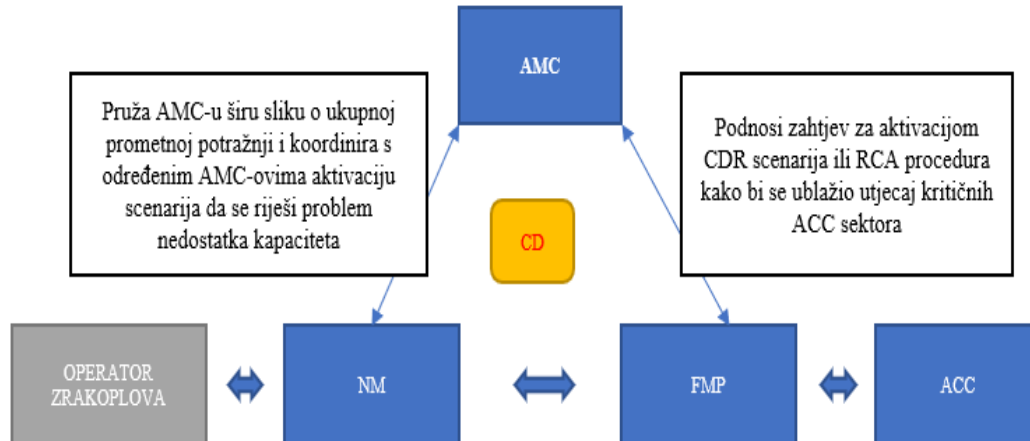 AMC
Pruža AMC-u širu sliku o ukupnoj
prometnoj potražnji i koordinira s
određenim AMC-ovima aktivaciju
scenarija da se riješi problem
nedostatka kapaciteta
Podnosi zahtjev za aktivacijom
CDR scenarija ili RCA procedura
kako bi se ublažio utjecaj kritičnih
ACC sektora
CD
OPERATOR
ZRAKOPLOVA
NM
FMP
ACC